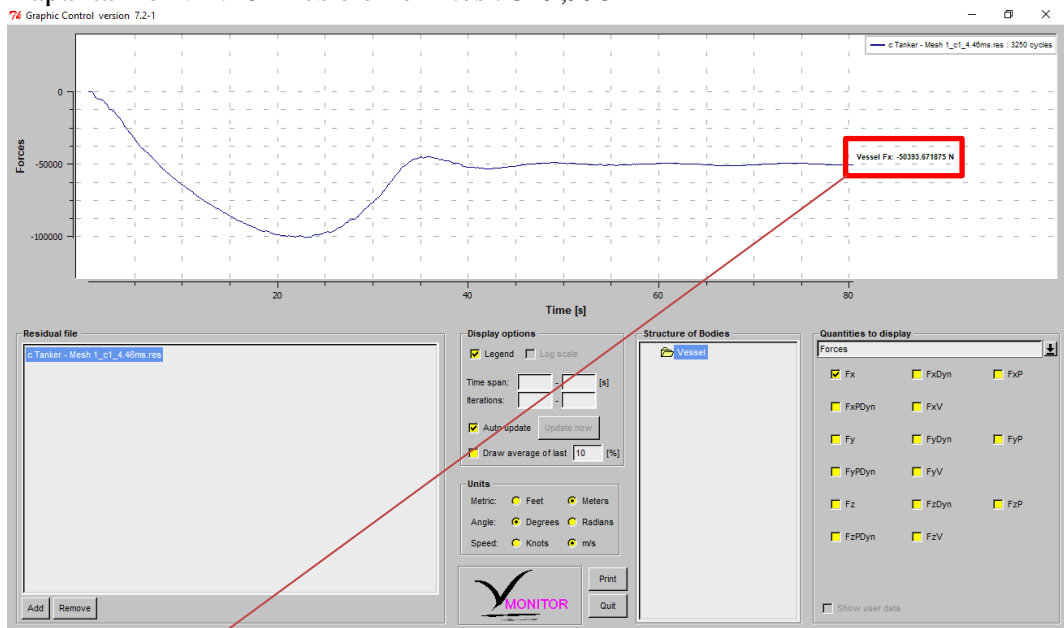 Graphic Control version 7.2-1
c Tanker - Mesh 1_c1_4.46ms.res : 3250 cycles
0
-50000
-100000
Forces
Vessel Fx: -50393.671875 N
20 40 60 80
Time [s]
Residual file
c Tanker - Mesh 1_c1_4.46ms.res
Add Remove
Display options
Legend Log scale
Time span: - [s]
Iterations: -
Auto update Update now
Draw average of last 10 [%]
Units
Metric: Feet Meters
Angle: Degrees Radians
Speed: Knots m/s
MONITOR
Print
Quit
Structure of Bodies
Vessel
Quantities to display
Forces
Fx FxDyn FxP
FxPDyn FxV
Fy FyDyn FyP
FyPDyn FyV
Fz FzDyn FzP
FzPDyn FzV
Show user data